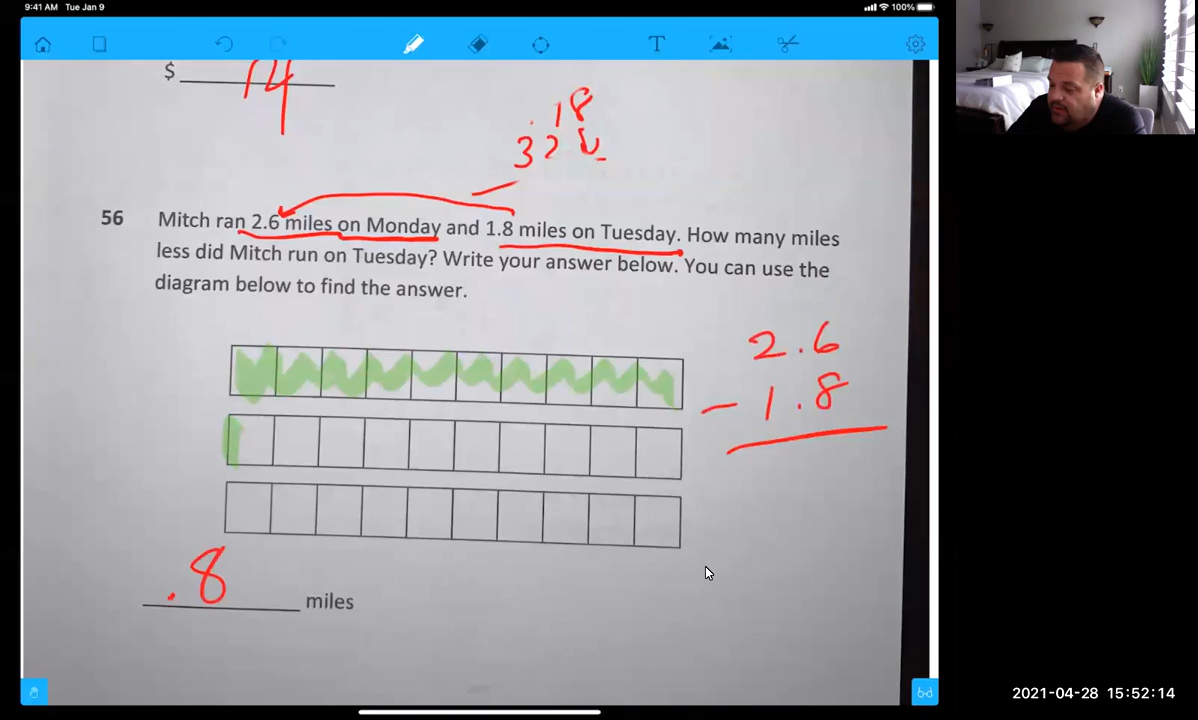 9:41 AM Tue Jan 9
100%
T
$ 14
.18
32
56 Mitch ran 2.6 miles on Monday and 1.8 miles on Tuesday. How many miles
less did Mitch run on Tuesday? Write your answer below. You can use the
diagram below to find the answer.
2.6
- 1.8
.8 miles
2021-04-28 15:52:14